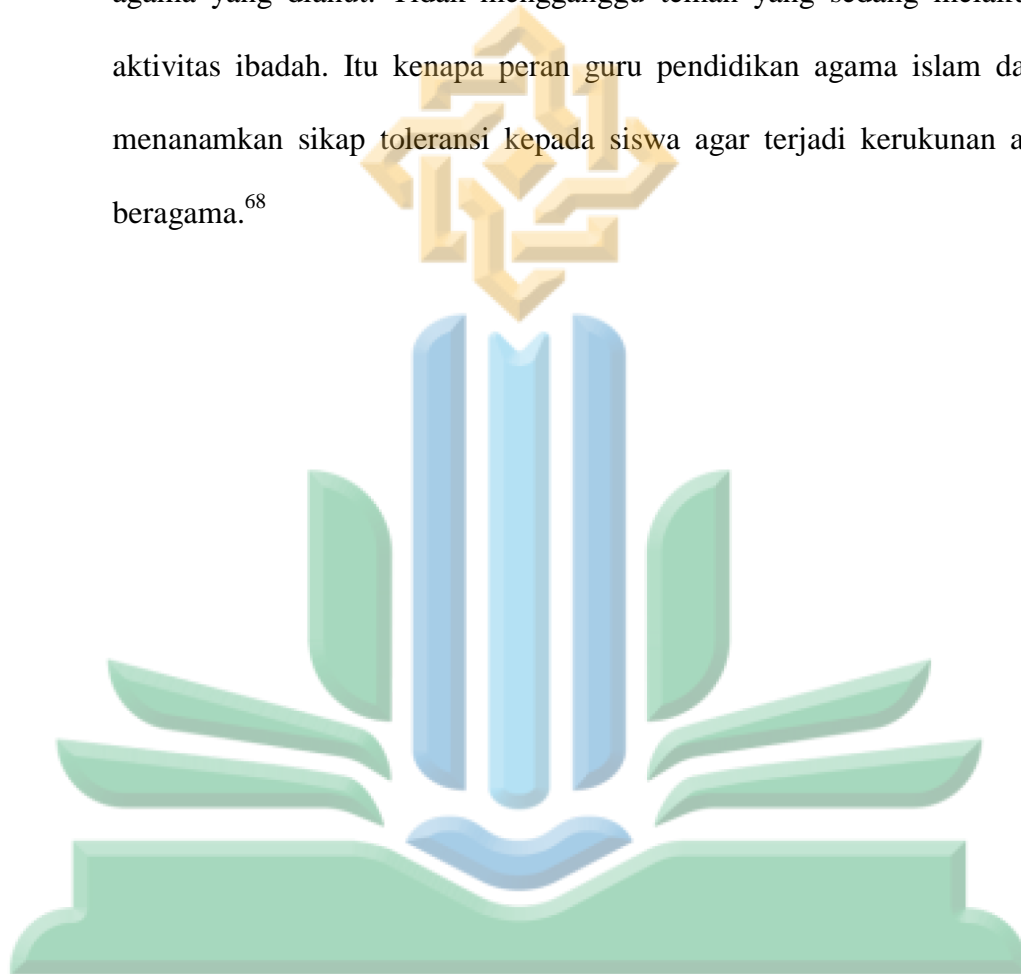 aktivitas ibadah. Itu kenapa peran guru pendidikan agama islam da
menanamkan sikap toleransi kepada siswa agar terjadi kerukunan a
beragama.68